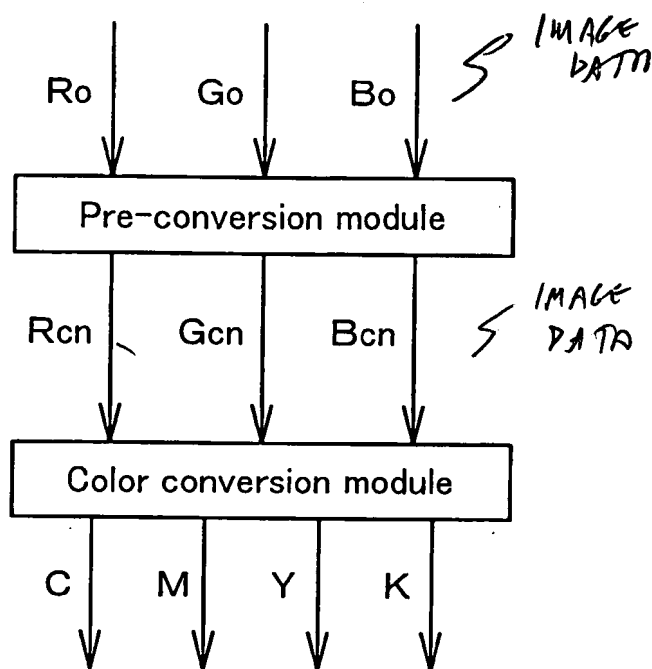 IMAGE
DATA
Ro Go Bo
Pre-conversion module
Rcn Gcn Bcn
IMAGE
DATA
Color conversion module
C M Y K